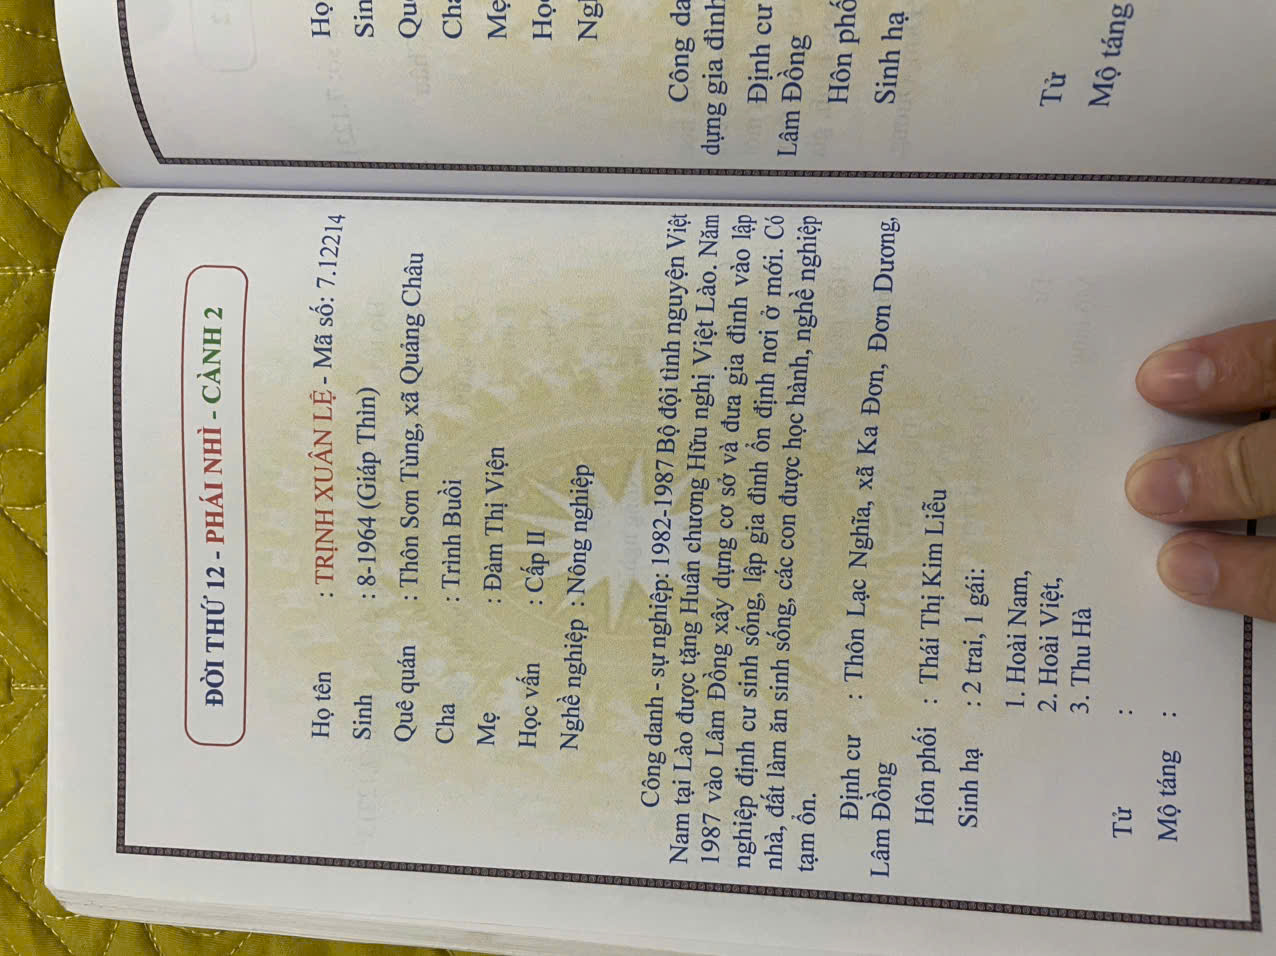 ĐỜI THỨ 12 - PHÁI NHÌ - CÀNH 2
Họ tên : TRỊNH XUÂN LỆ - Mã số: 7.12214
Sinh : 8-1964 (Giáp Thìn)
Quê quán : Thôn Sơn Tùng, xã Quảng Châu
Cha : Trịnh Buồi
Mẹ : Đàm Thị Viện
Học vấn : Cấp II
Nghề nghiệp : Nông nghiệp
Công danh - sự nghiệp: 1982-1987 Bộ đội tình nguyện Việt
Nam tại Lào được tặng Huân chương Hữu nghị Việt Lào. Năm
1987 vào Lâm Đồng xây dựng cơ sở và đưa gia đình vào lập
nghiệp định cư sinh sống, lập gia đình ổn định nơi ở mới. Có
nhà, đất làm ăn sinh sống, các con được học hành, nghề nghiệp
tạm ổn.
Định cư : Thôn Lạc Nghĩa, xã Ka Đơn, Đơn Dương,
Lâm Đồng
Hôn phối : Thái Thị Kim Liễu
Sinh hạ : 2 trai, 1 gái:
1. Hoài Nam,
2. Hoài Việt,
3. Thu Hà
Tử :
Mộ táng :
Họ
Sin
Qu
Ch
Mẹ
Họ
Ng
Công da
dựng gia đình
Định cư
Lâm Đồng
Hôn phố
Sinh hạ
Tử
Mộ táng